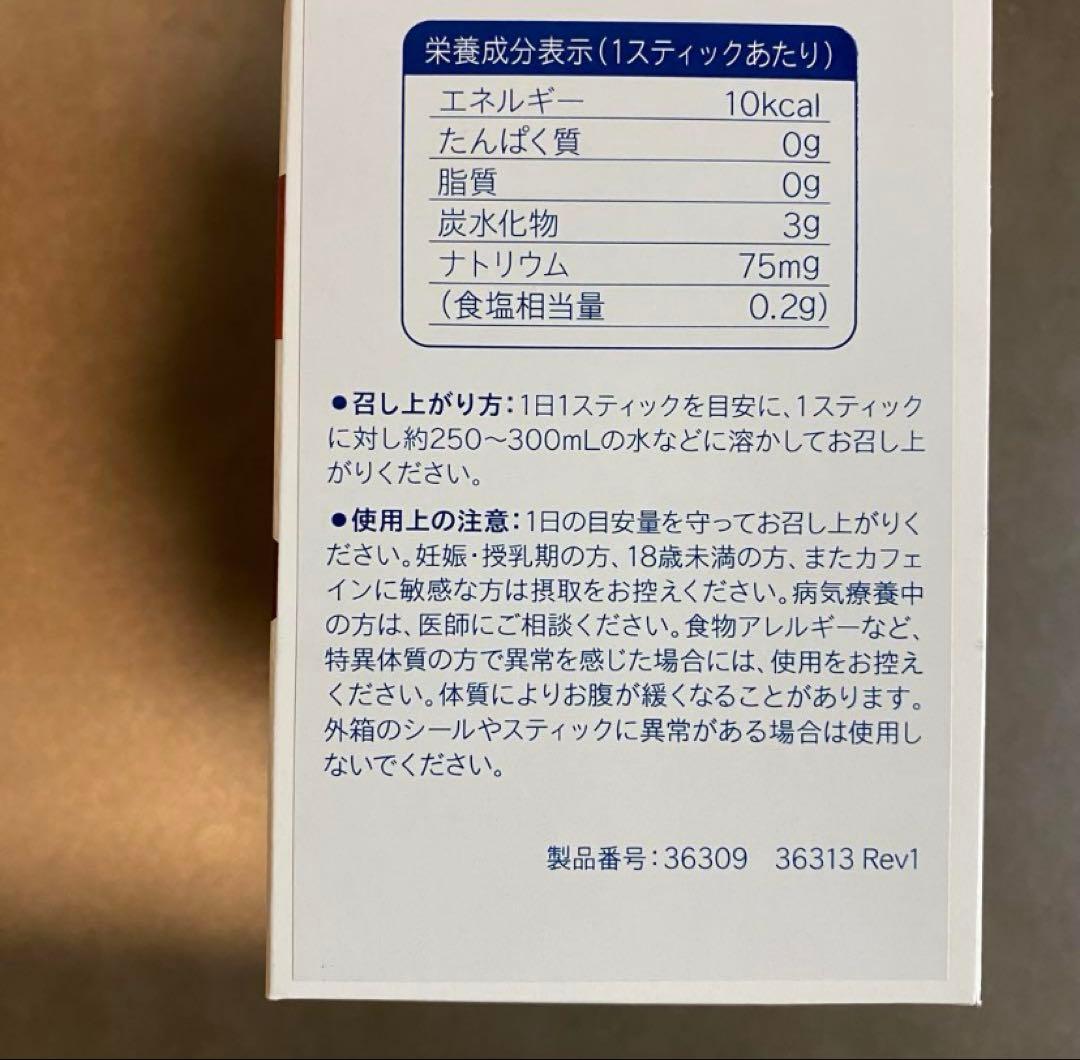 栄養成分表示(1スティックあたり)
エネルギー 10kcal
たんぱく質 0g
脂質 0g
炭水化物 3g
ナトリウム 75mg
(食塩相当量 0.2g)
●召し上がり方:1日1スティックを目安に、1スティック
に対し約250〜300mLの水などに溶かしてお召し上
がりください。
●使用上の注意:1日の目安量を守ってお召し上がりく
ださい。妊娠・授乳期の方、18歳未満の方、またカフェ
インに敏感な方は摂取をお控えください。病気療養中
の方は、医師にご相談ください。食物アレルギーなど、
特異体質の方で異常を感じた場合には、使用をお控え
ください。体質によりお腹が緩くなることがあります。
外箱のシールやスティックに異常がある場合は使用し
ないでください。
製品番号:36309 36313 Rev1